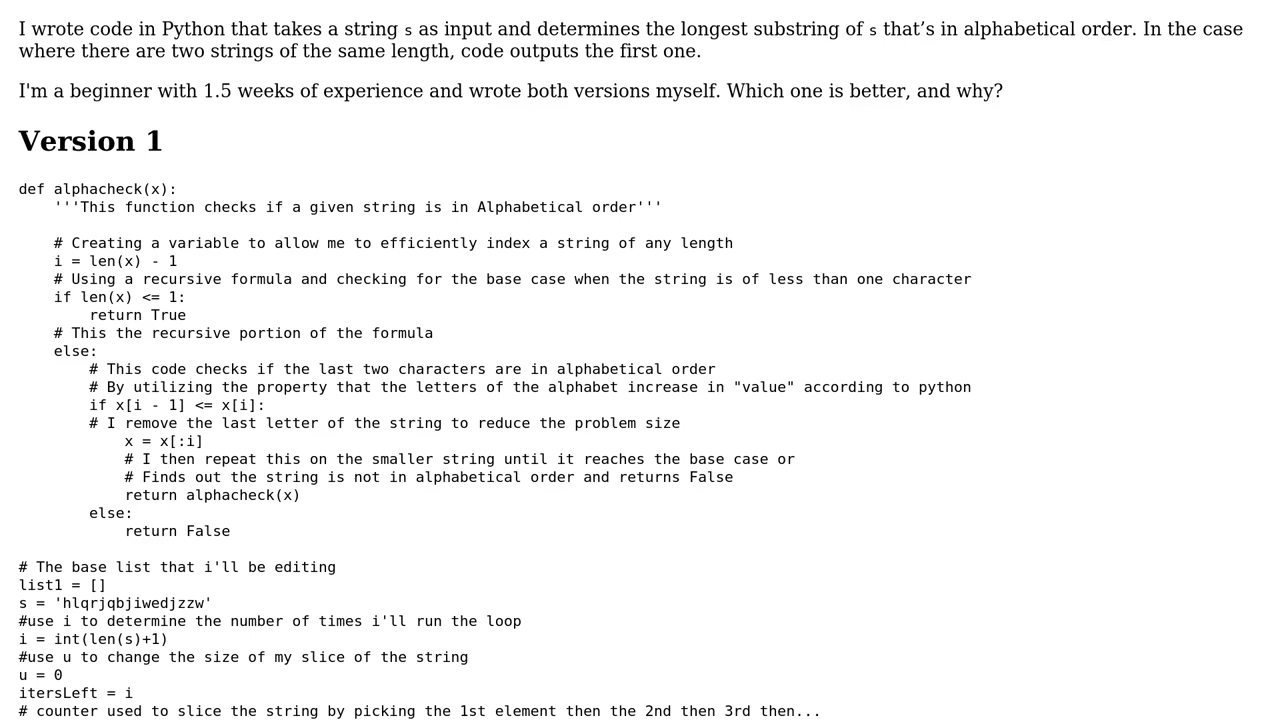 I wrote code in Python that takes a string s as input and determines the longest substring of s that’s in alphabetical order. In the case
where there are two strings of the same length, code outputs the first one.
I'm a beginner with 1.5 weeks of experience and wrote both versions myself. Which one is better, and why?
Version 1
def alphacheck(x):
    '''This function checks if a given string is in Alphabetical order'''
    # Creating a variable to allow me to efficiently index a string of any length
    i = len(x) - 1
    # Using a recursive formula and checking for the base case when the string is of less than one character
    if len(x) <= 1:
        return True
    # This the recursive portion of the formula
    else:
        # This code checks if the last two characters are in alphabetical order
        # By utilizing the property that the letters of the alphabet increase in "value" according to python
        if x[i - 1] <= x[i]:
        # I remove the last letter of the string to reduce the problem size
            x = x[:i]
            # I then repeat this on the smaller string until it reaches the base case or
            # Finds out the string is not in alphabetical order and returns False
            return alphacheck(x)
        else:
            return False
# The base list that i'll be editing
list1 = []
s = 'hlqrjqbjiwedjzzw'
#use i to determine the number of times i'll run the loop
i = int(len(s)+1)
#use u to change the size of my slice of the string
u = 0
itersLeft = i
# counter used to slice the string by picking the 1st element then the 2nd then 3rd then...